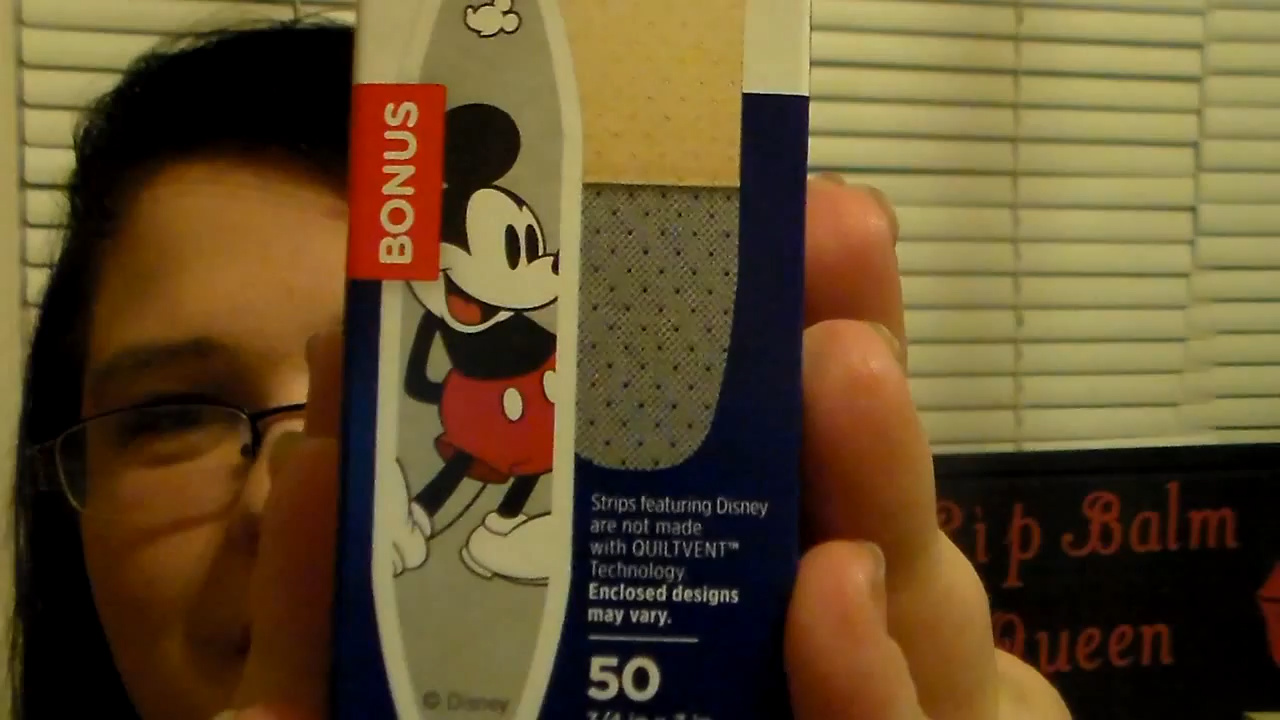 BONUS
Strips featuring Disney
are not made
with QUILTVENT™
Technology.
Enclosed designs
may vary.
50
© Disney
Lip Balm
Queen